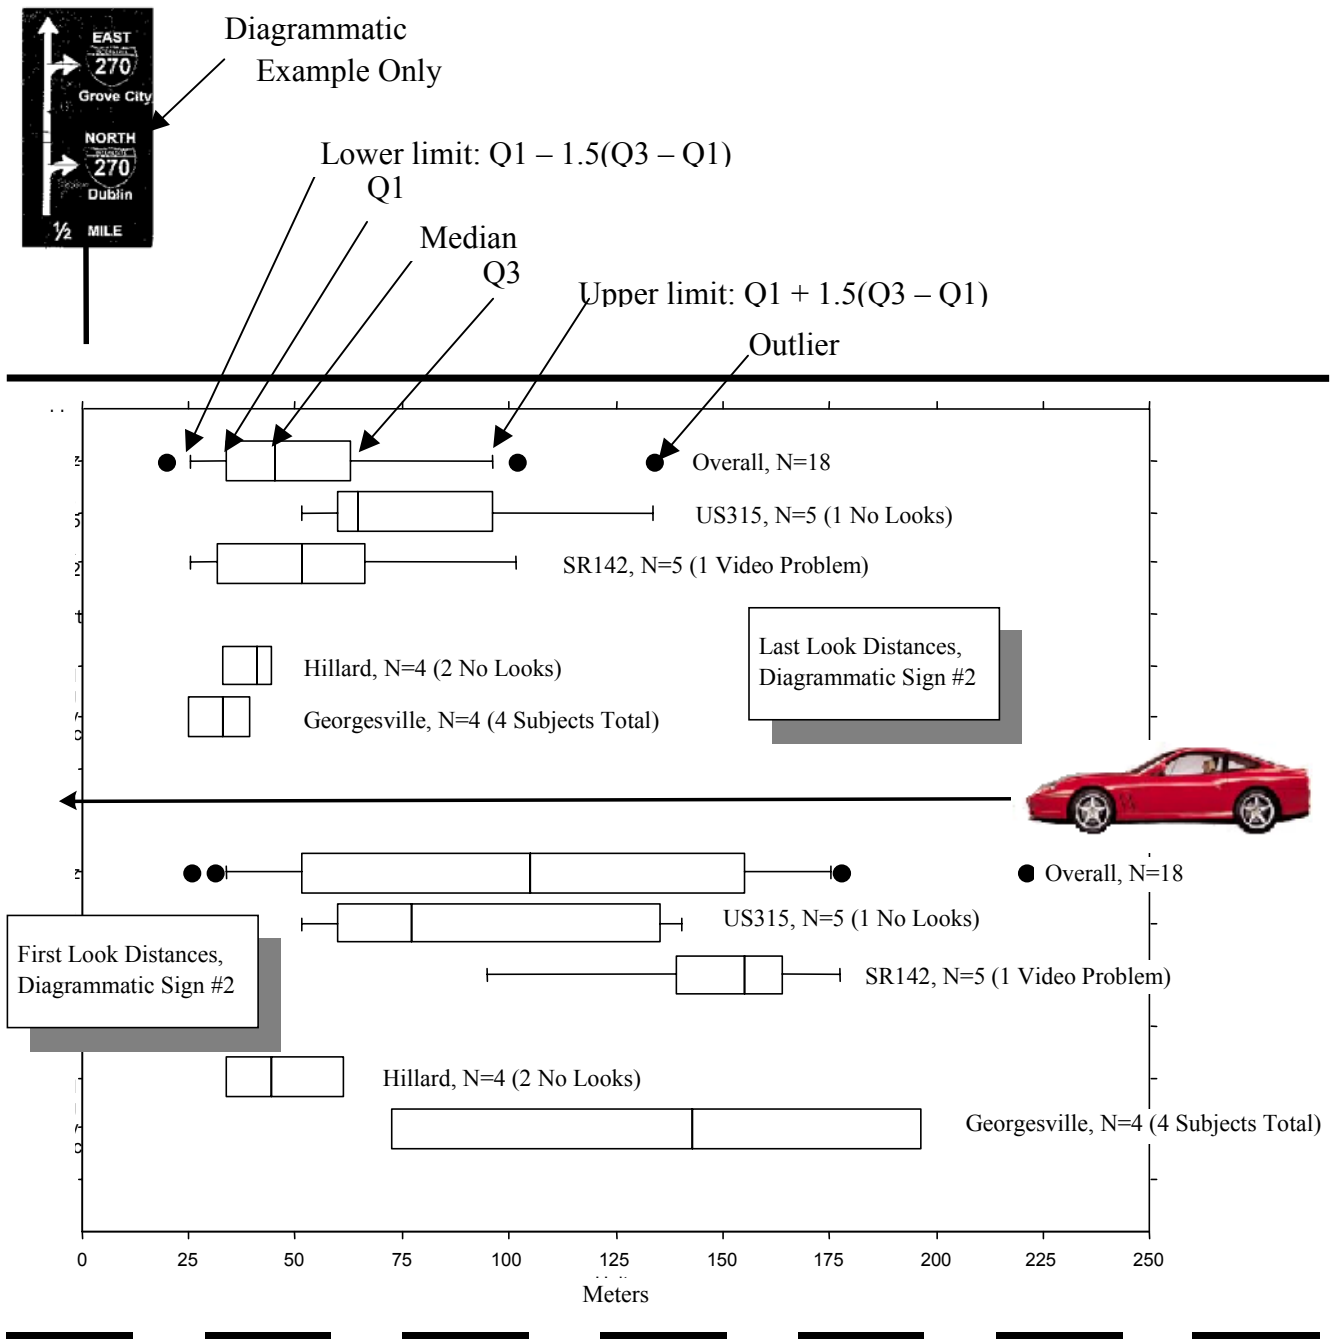 EAST
INTERSTATE
270
Grove City
NORTH
INTERSTATE
270
Dublin
½ MILE
Diagrammatic
Example Only
Lower limit: Q1 – 1.5(Q3 – Q1)
Q1
Median
Q3
Upper limit: Q1 + 1.5(Q3 – Q1)
Outlier
Overall, N=18
US315, N=5 (1 No Looks)
SR142, N=5 (1 Video Problem)
Last Look Distances,
Diagrammatic Sign #2
Hillard, N=4 (2 No Looks)
Georgesville, N=4 (4 Subjects Total)
Overall, N=18
US315, N=5 (1 No Looks)
First Look Distances,
Diagrammatic Sign #2
SR142, N=5 (1 Video Problem)
Hillard, N=4 (2 No Looks)
Georgesville, N=4 (4 Subjects Total)
0 25 50 75 100 125 150 175 200 225 250
Meters